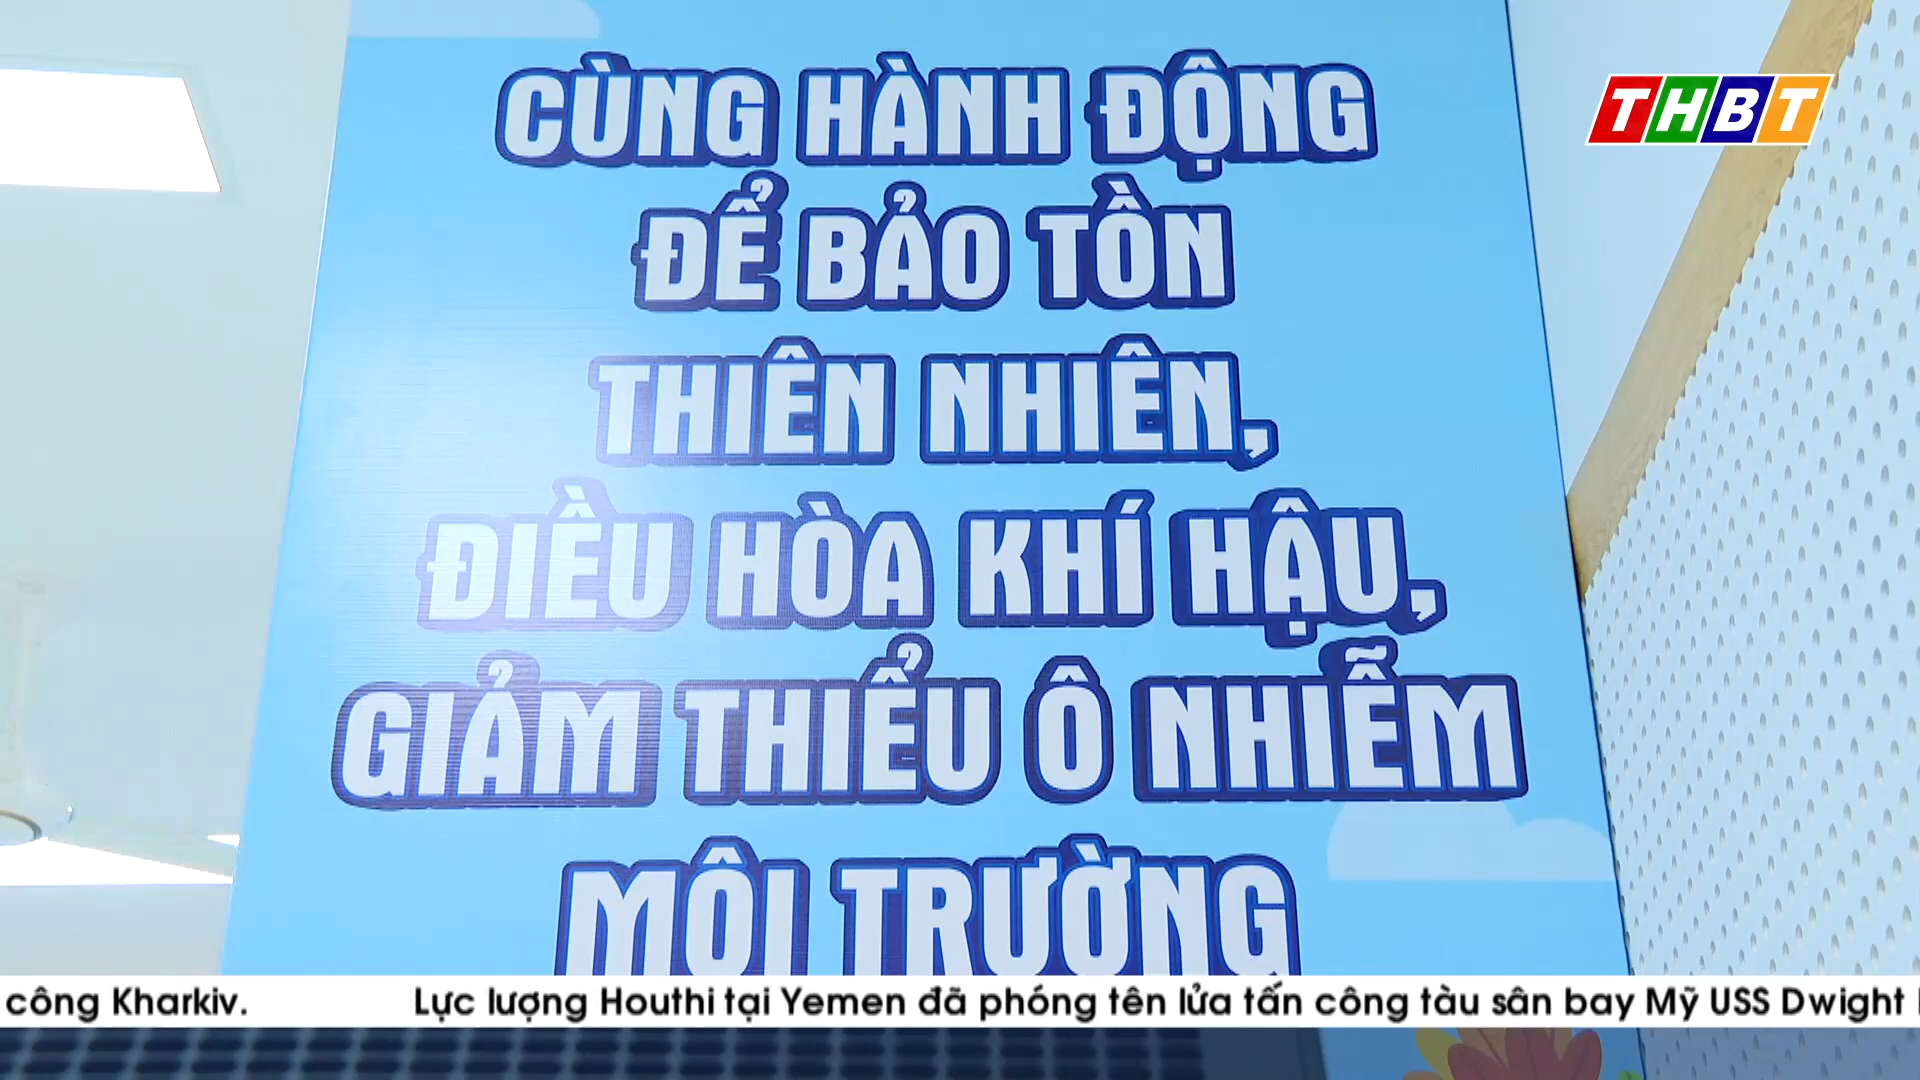 THBT
CÙNG HÀNH ĐỘNG
ĐỂ BẢO TỒN
THIÊN NHIÊN,
ĐIỀU HÒA KHÍ HẬU,
GIẢM THIỂU Ô NHIỄM
MÔI TRƯỜNG
công Kharkiv. Lực lượng Houthi tại Yemen đã phóng tên lửa tấn công tàu sân bay Mỹ USS Dwight